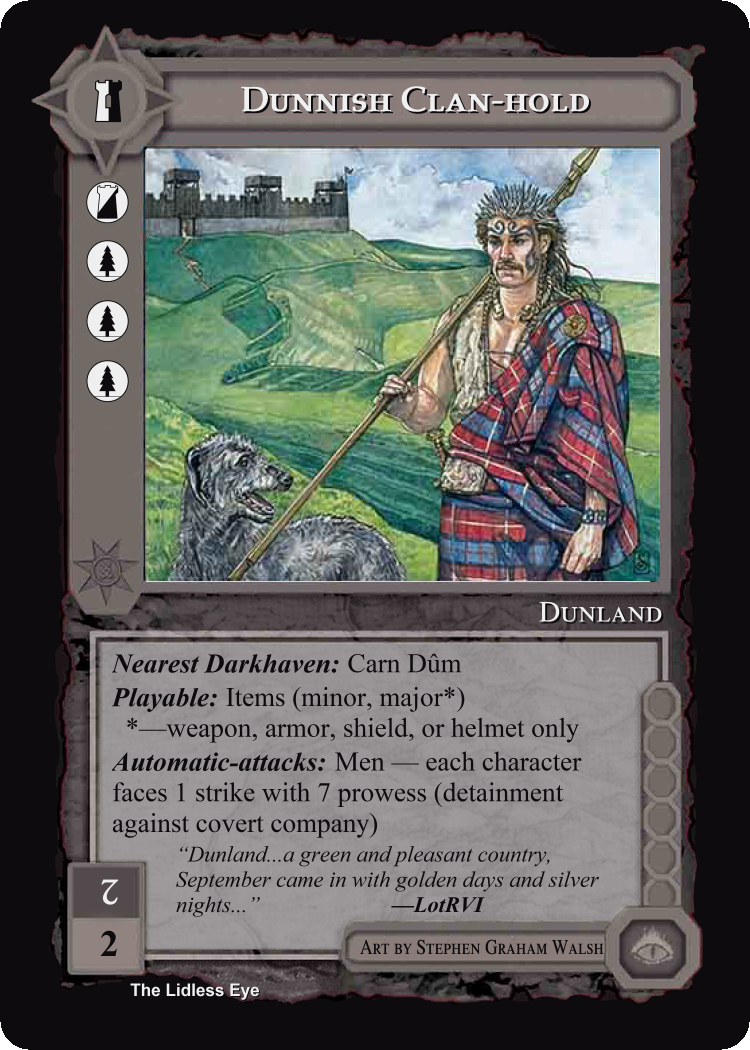 Dunnish Clan-hold
Dunland
Nearest Darkhaven: Carn Dûm
Playable: Items (minor, major*)
*—weapon, armor, shield, or helmet only
Automatic-attacks: Men — each character
faces 1 strike with 7 prowess (detainment
against covert company)
“Dunland...a green and pleasant country,
September came in with golden days and silver
nights...” —LotRVI
2
2
Art by Stephen Graham Walsh
The Lidless Eye